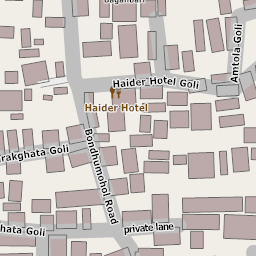 Haider Hotel Goli
Amtola Goli
Haider Hotel
Bondhumohol Road
rakghata Goli
private lane
hata Goli